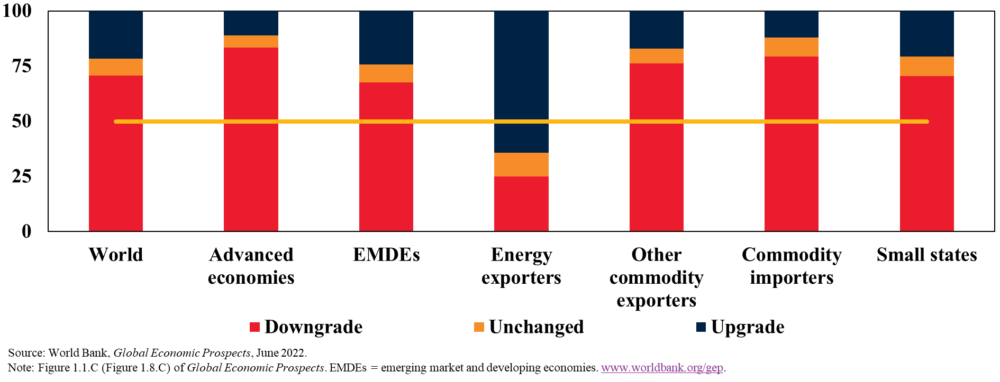 100
75
50
25
0
World
Advanced
economies
EMDEs
Energy
exporters
Other
commodity
exporters
Commodity
importers
Small states
Downgrade
Unchanged
Upgrade
Source: World Bank, Global Economic Prospects, June 2022.
Note: Figure 1.1.C (Figure 1.8.C) of Global Economic Prospects. EMDEs = emerging market and developing economies. www.worldbank.org/gep.